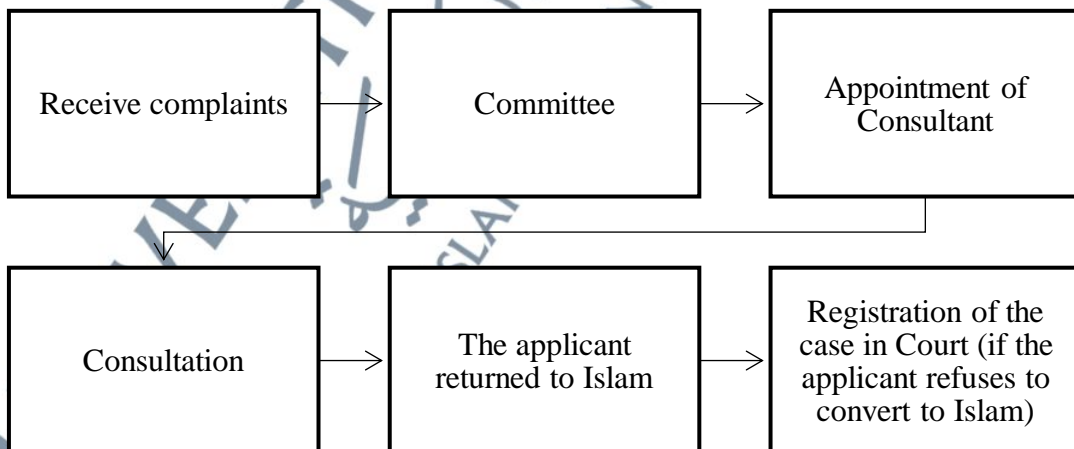 Receive complaints
Committee
Appointment of
Consultant
Consultation
The applicant
returned to Islam
Registration of the
case in Court (if the
applicant refuses to
convert to Islam)